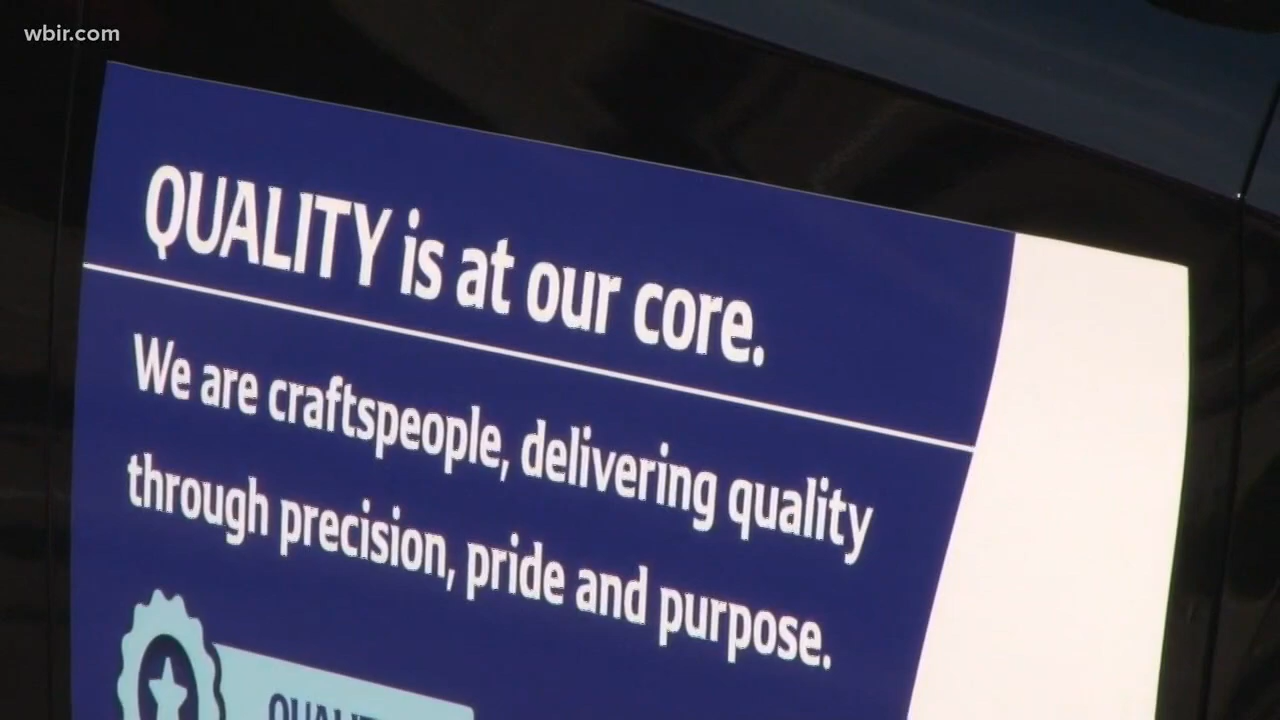 wbir.com
QUALITY is at our core.
We are craftspeople, delivering quality
through precision, pride and purpose.